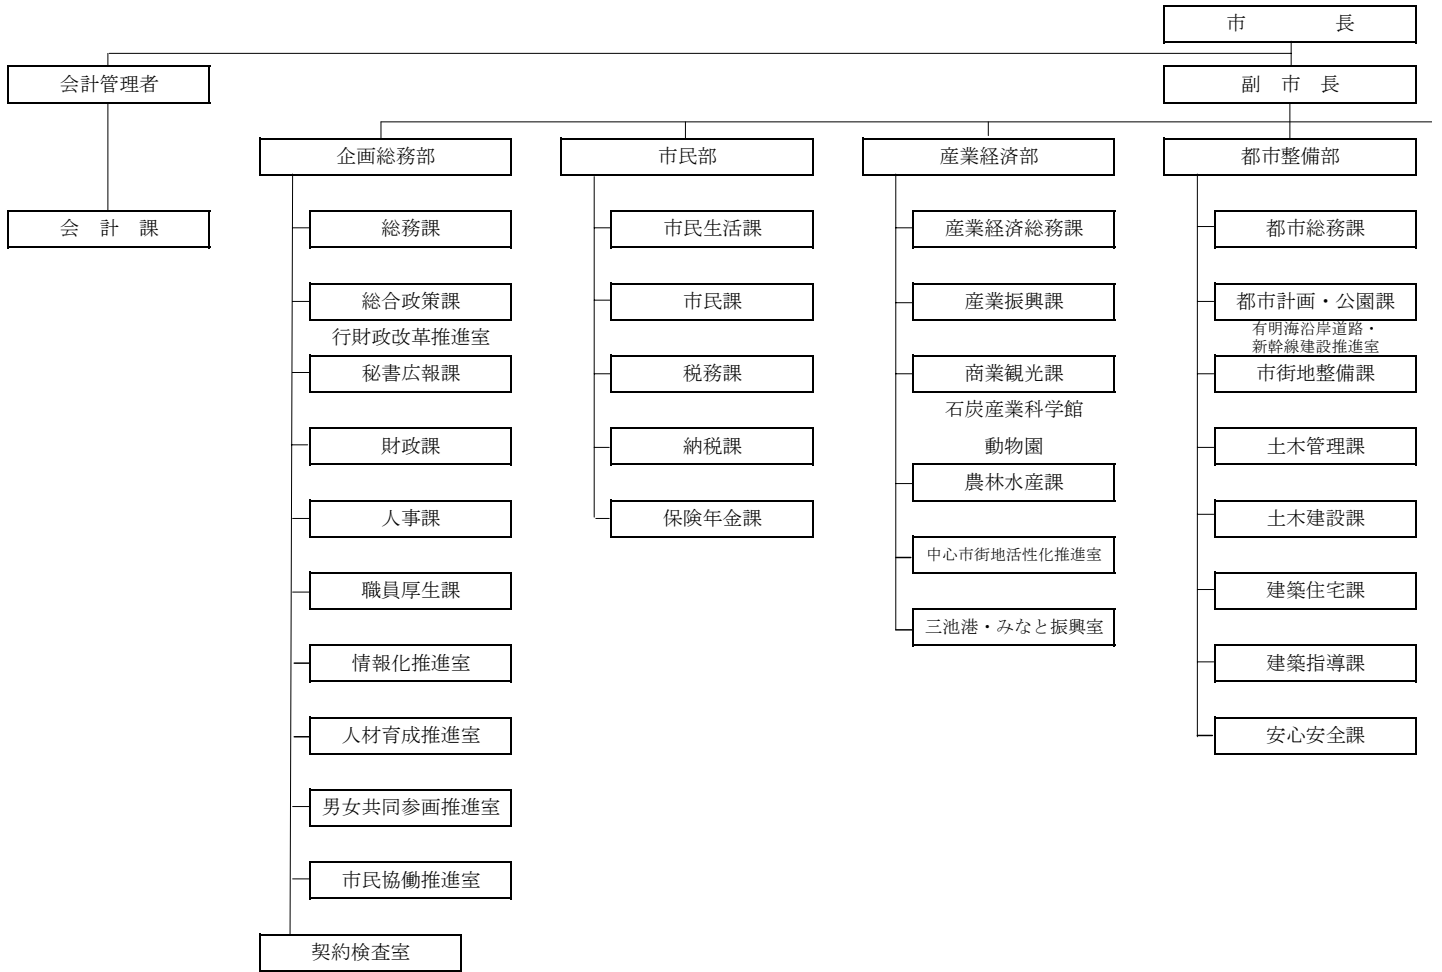 市　　　　長
会計管理者
副　市　長
会　計　課
企画総務部
総務課
総合政策課
行財政改革推進室
秘書広報課
財政課
人事課
職員厚生課
情報化推進室
人材育成推進室
男女共同参画推進室
市民協働推進室
契約検査室
市民部
市民生活課
市民課
税務課
納税課
保険年金課
産業経済部
産業経済総務課
産業振興課
商業観光課
石炭産業科学館
動物園
農林水産課
中心市街地活性化推進室
三池港・みなと振興室
都市整備部
都市総務課
都市計画・公園課
有明海沿岸道路・
新幹線建設推進室
市街地整備課
土木管理課
土木建設課
建築住宅課
建築指導課
安心安全課